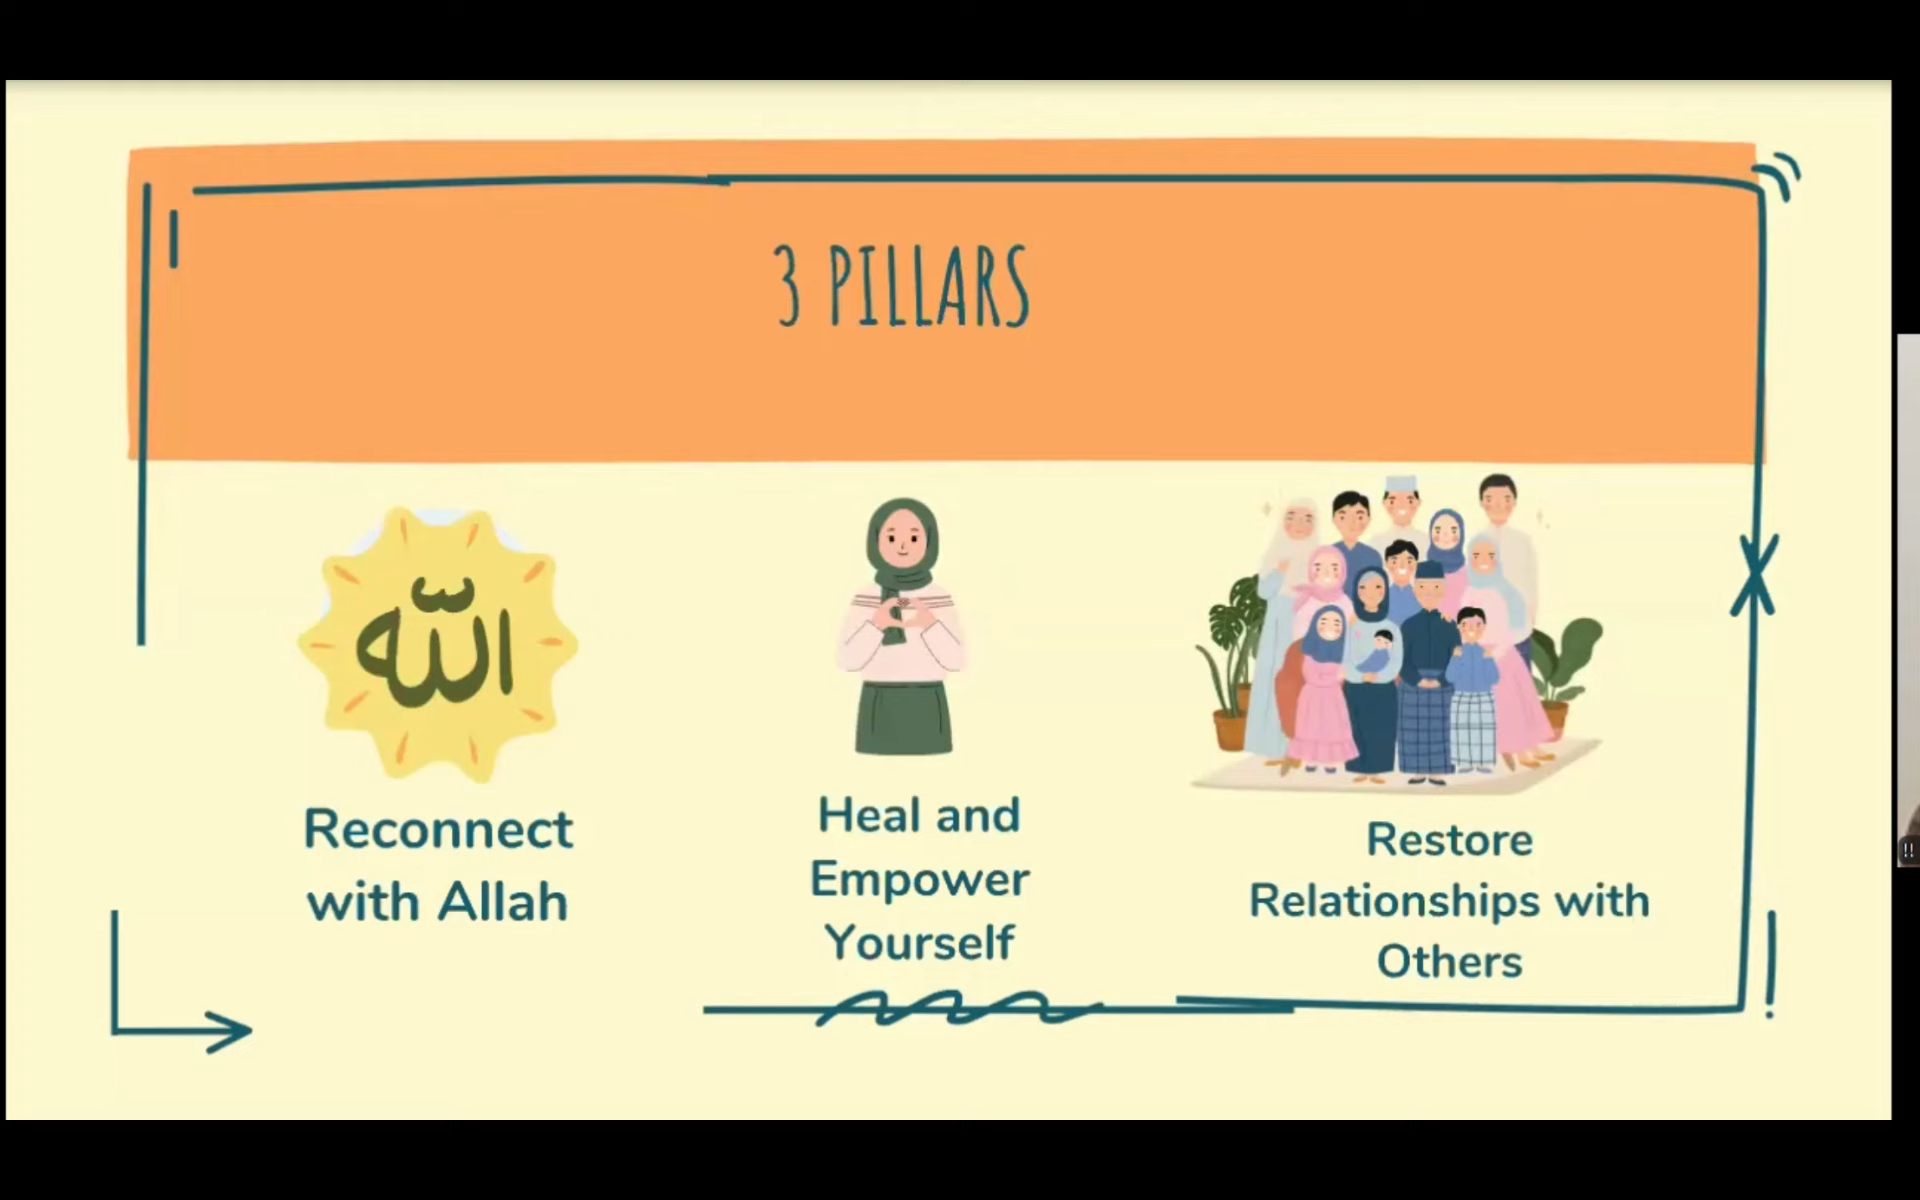 3 PILLARS
الله
Reconnect
with Allah
Heal and
Empower
Yourself
Restore
Relationships with
Others